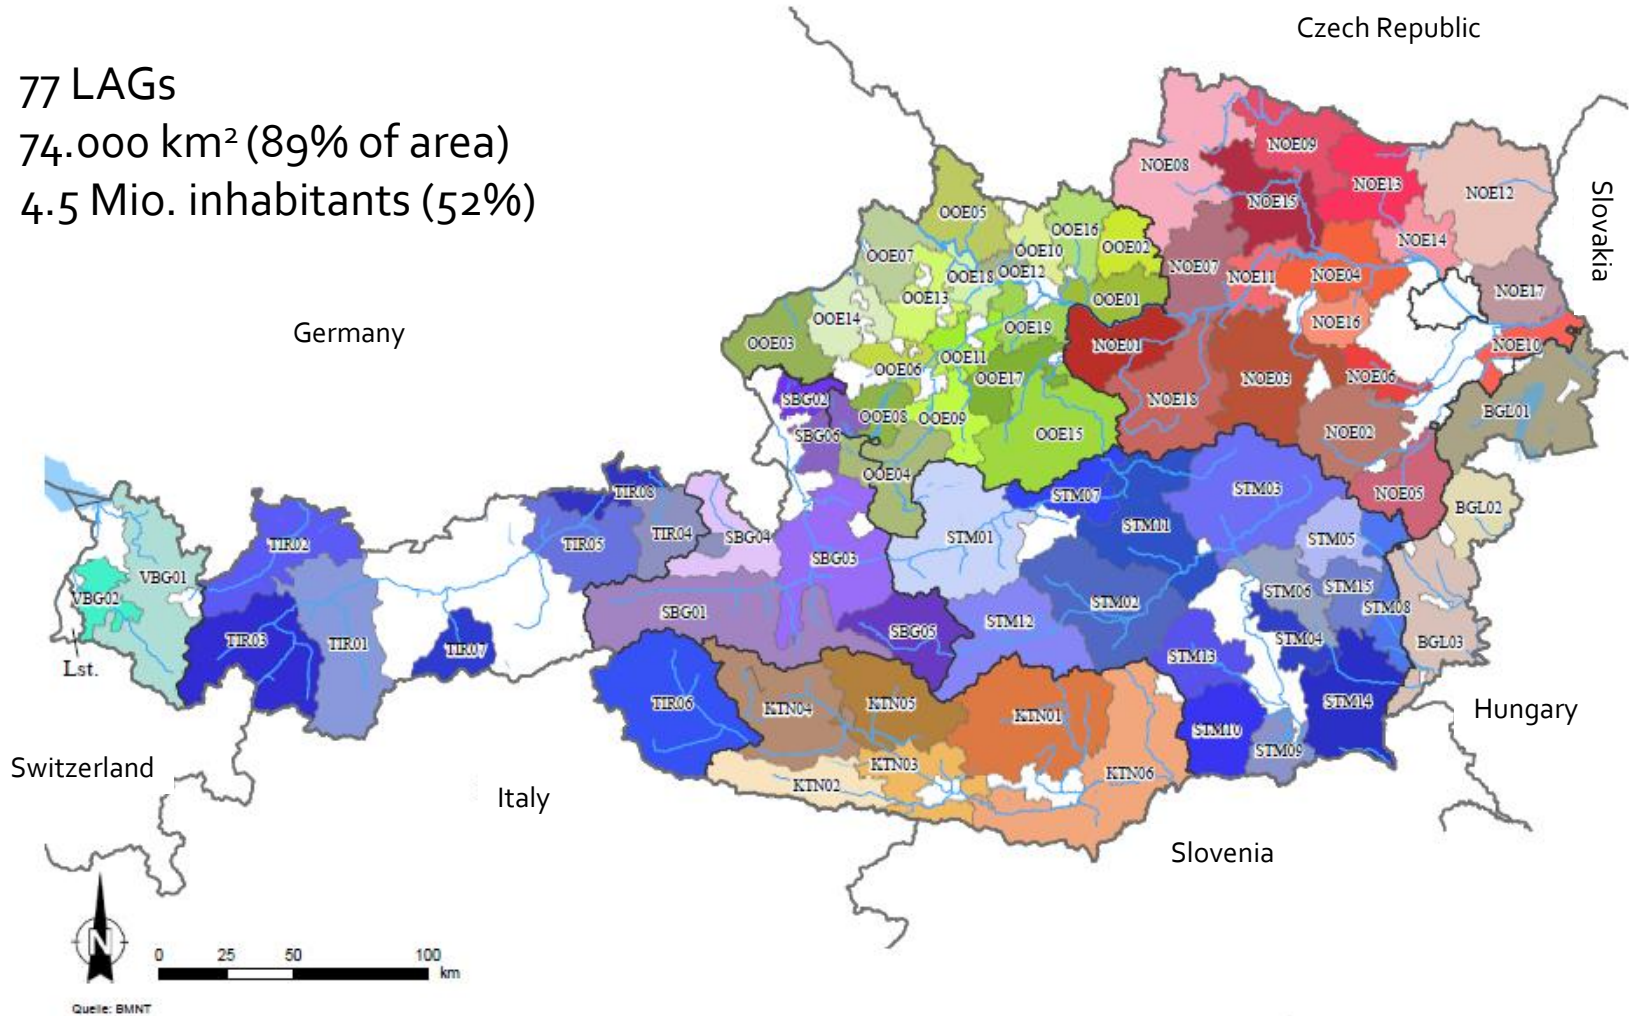 Czech Republic
77 LAGs
74.000 km² (89% of area)
4.5 Mio. inhabitants (52%)
Slovakia
Germany
NOE09
NOE08
NOE13
NOE12
NOE15
OOE05
OOE16
OOE10
OOE02
NOE14
OOE07
NOE07
OOE18
OOE12
NOE11
NOE04
NOE17
OOE13
OOE01
OOE14
OOE19
NOE16
OOE03
NOE01
NOE10
OOE11
OOE06
OOE17
NOE03
NOE06
SBG02
NOE18
BGL01
OOE08
OOE09
SBG06
OOE15
NOE02
OOE04
TIR08
STM07
STM03
NOE05
BGL02
STM11
TIR02
TIR05
TIR04
SBG04
STM01
STM05
SBG03
VBG01
VBG02
STM06
STM15
STM02
STM08
SBG01
STM12
TIR03
TIR01
TIR07
SBG05
STM04
BGL03
STM13
Lst.
TIR06
KTN04
KTN05
KTN01
STM14
Hungary
STM10
STM09
Switzerland
KTN03
KTN06
KTN02
Italy
Slovenia
N
0 25 50 100
km
Quelle: BMNT